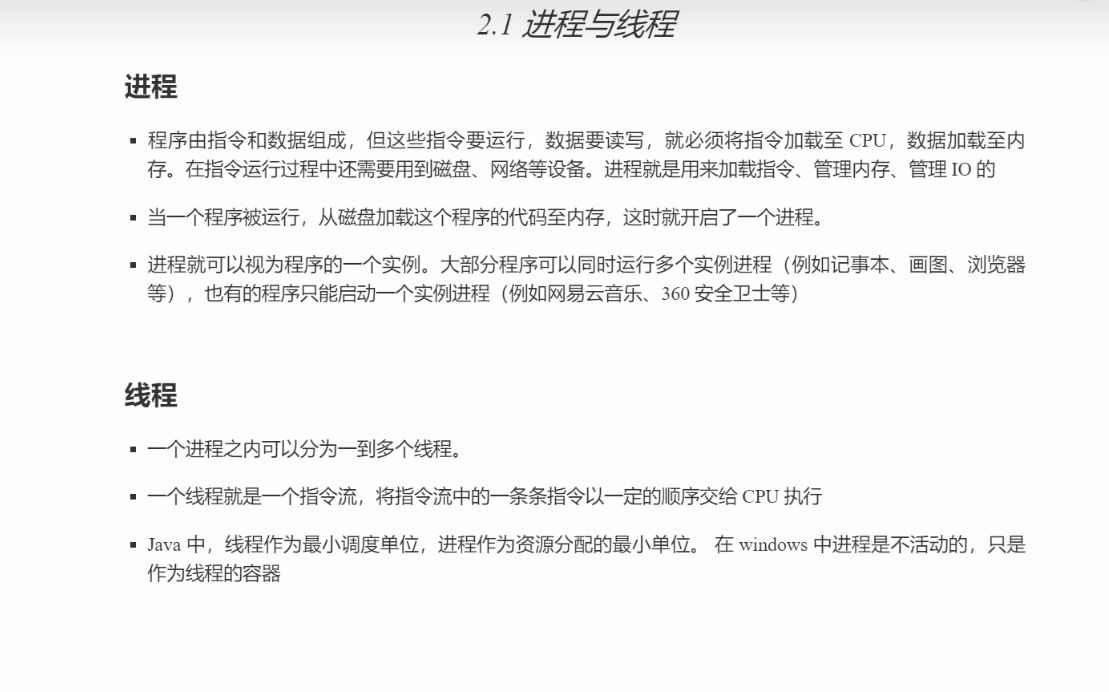 2.1 进程与线程
进程
▪ 程序由指令和数据组成，但这些指令要运行，数据要读写，就必须将指令加载至 CPU，数据加载至内
存。在指令运行过程中还需要用到磁盘、网络等设备。进程就是用来加载指令、管理内存、管理 IO 的
▪ 当一个程序被运行，从磁盘加载这个程序的代码至内存，这时就开启了一个进程。
▪ 进程就可以视为程序的一个实例。大部分程序可以同时运行多个实例进程（例如记事本、画图、浏览器
等），也有的程序只能启动一个实例进程（例如网易云音乐、360 安全卫士等）
线程
▪ 一个进程之内可以分为一到多个线程。
▪ 一个线程就是一个指令流，将指令流中的一条条指令以一定的顺序交给 CPU 执行
▪ Java 中，线程作为最小调度单位，进程作为资源分配的最小单位。 在 windows 中进程是不活动的，只是
作为线程的容器